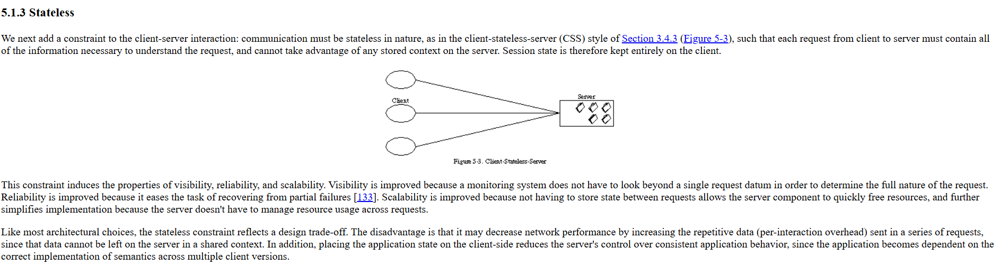 5.1.3 Stateless
We next add a constraint to the client-server interaction: communication must be stateless in nature, as in the client-stateless-server (CSS) style of Section 3.4.3 (Figure 5-3), such that each request from client to server must contain all
of the information necessary to understand the request, and cannot take advantage of any stored context on the server. Session state is therefore kept entirely on the client.
Client
Server
Figure 5-3. Client-Stateless-Server
This constraint induces the properties of visibility, reliability, and scalability. Visibility is improved because a monitoring system does not have to look beyond a single request datum in order to determine the full nature of the request.
Reliability is improved because it eases the task of recovering from partial failures [133]. Scalability is improved because not having to store state between requests allows the server component to quickly free resources, and further
simplifies implementation because the server doesn't have to manage resource usage across requests.
Like most architectural choices, the stateless constraint reflects a design trade-off. The disadvantage is that it may decrease network performance by increasing the repetitive data (per-interaction overhead) sent in a series of requests,
since that data cannot be left on the server in a shared context. In addition, placing the application state on the client-side reduces the server's control over consistent application behavior, since the application becomes dependent on the
correct implementation of semantics across multiple client versions.